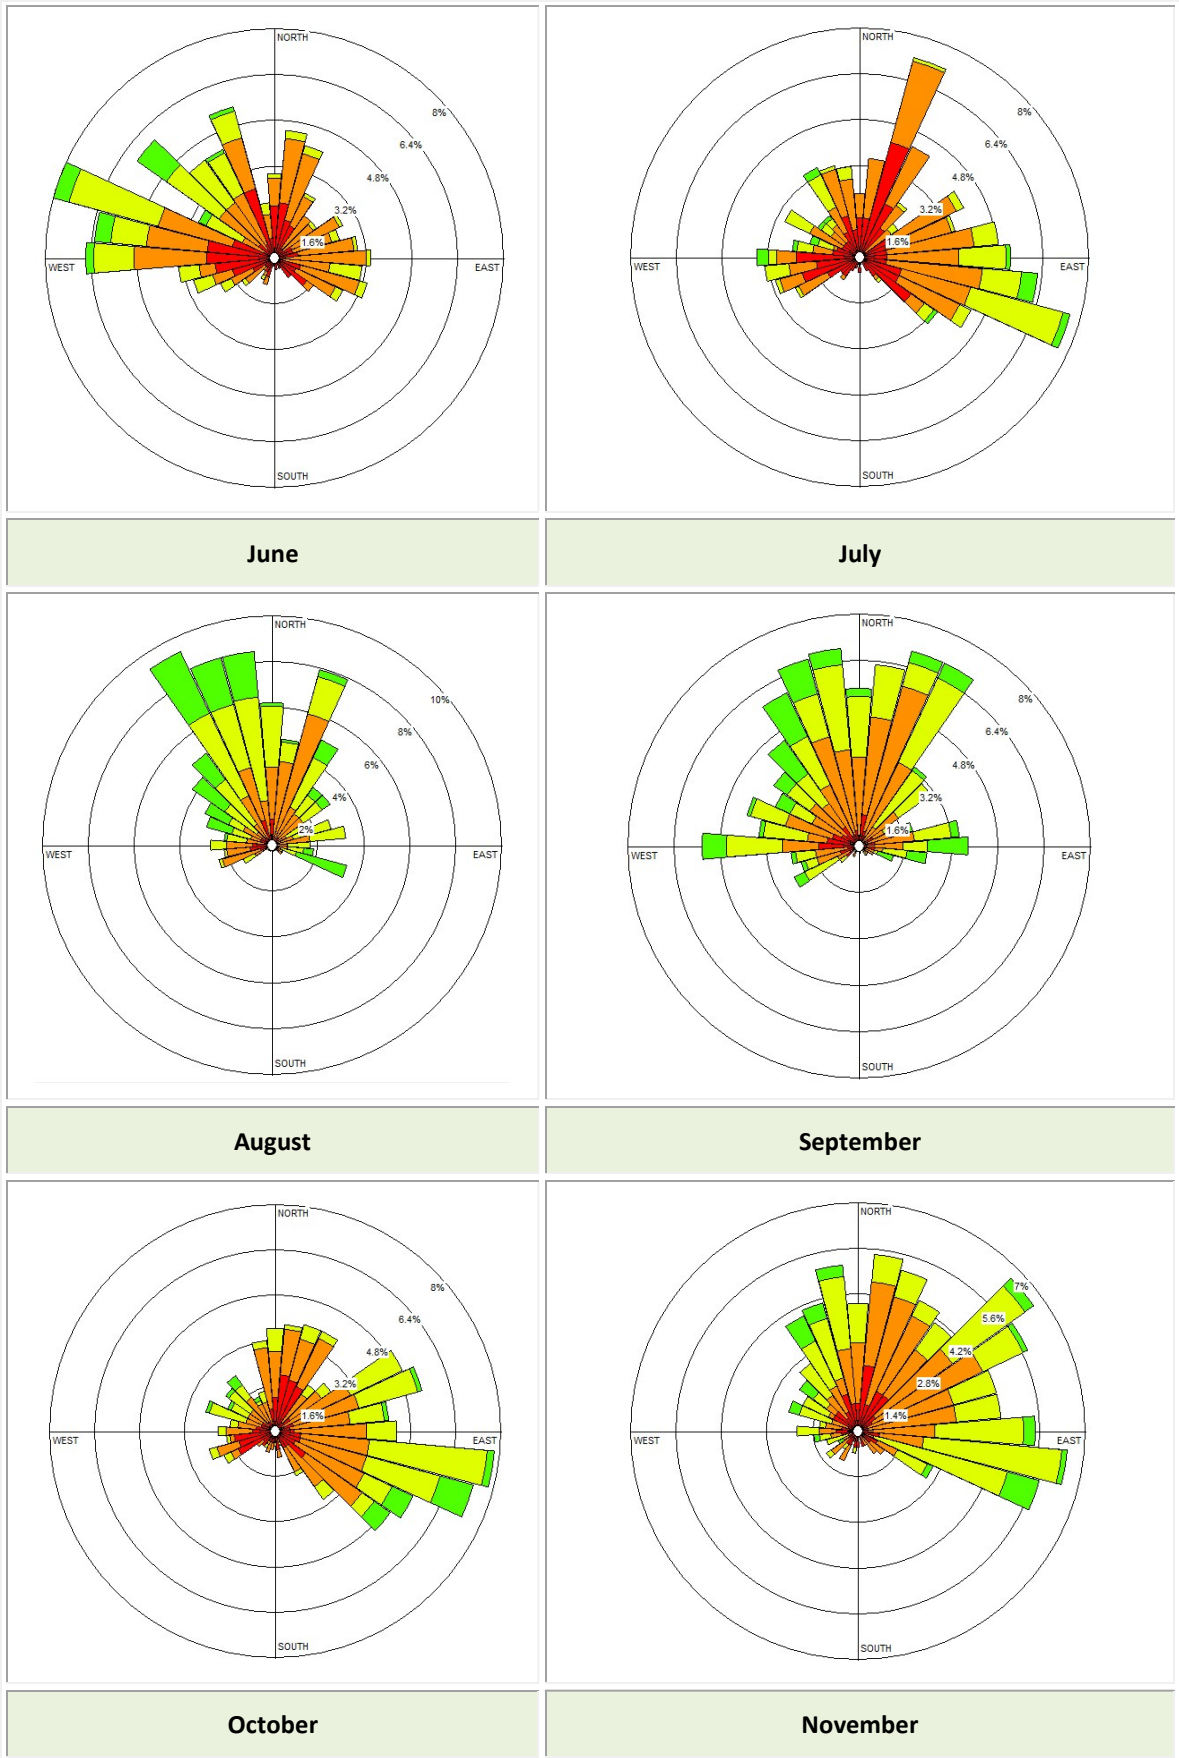 NORTH
8%
6.4%
4.8%
3.2%
1.6%
WEST
EAST
SOUTH
NORTH
8%
6.4%
4.8%
3.2%
1.6%
WEST
EAST
SOUTH
June
July
NORTH
10%
8%
6%
4%
2%
WEST
EAST
SOUTH
NORTH
8%
6.4%
4.8%
3.2%
1.6%
WEST
EAST
SOUTH
August
September
NORTH
8%
6.4%
4.8%
3.2%
1.6%
WEST
EAST
SOUTH
NORTH
7%
5.6%
4.2%
2.8%
1.4%
WEST
EAST
SOUTH
October
November